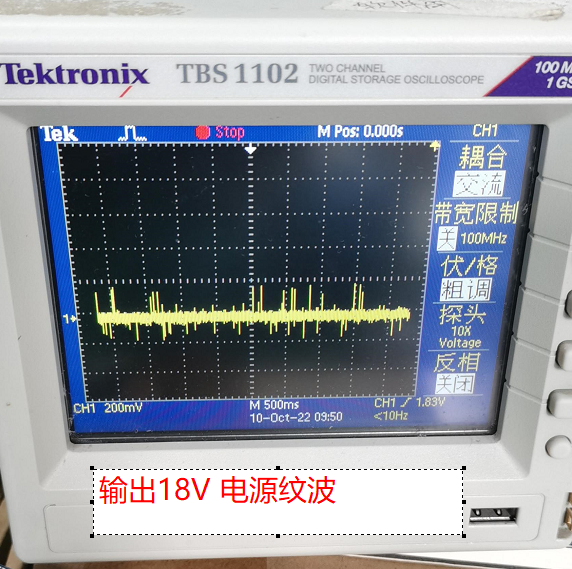 Tektronix TBS 1102 TWO CHANNEL DIGITAL STORAGE OSCILLOSCOPE
100 M
1 GS
Tek Stop M Pos: 0.000s CH1
耦合
交流
带宽限制
关 100MHz
伏/格
粗调
探头
10X
Voltage
反相
关闭
1
CH1 200mV M 500ms CH1 1.83V
10-Oct-22 09:50 <10Hz
输出18V 电源纹波